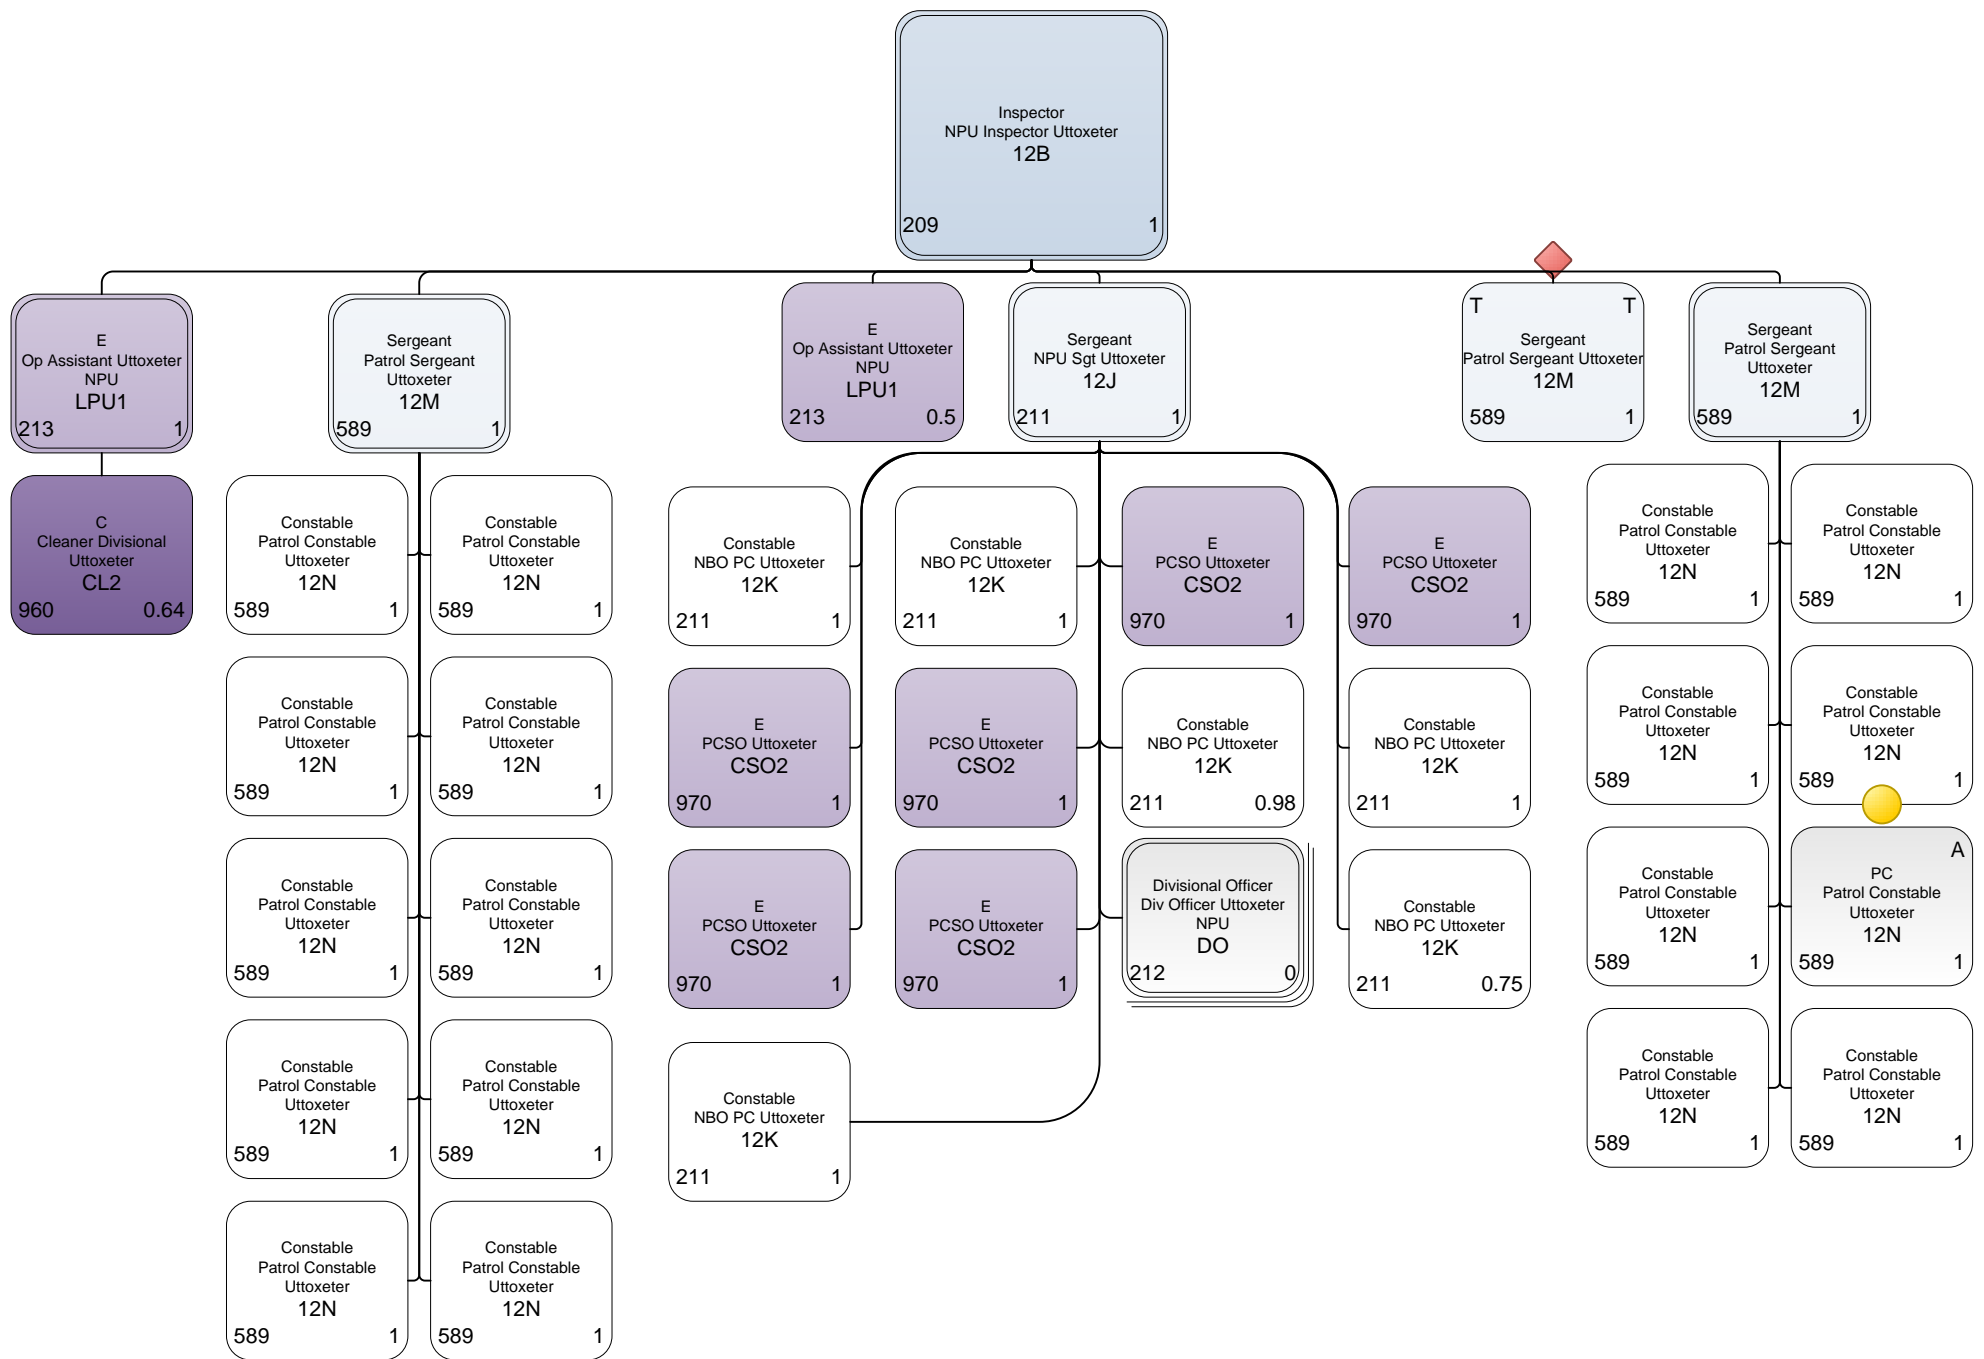 Inspector
NPU Inspector Uttoxeter
12B
209 1
E
Op Assistant Uttoxeter
NPU
LPU1
213 1
Sergeant
Patrol Sergeant
Uttoxeter
12M
589 1
E
Op Assistant Uttoxeter
NPU
LPU1
213 0.5
Sergeant
NPU Sgt Uttoxeter
12J
211 1
T T
Sergeant
Patrol Sergeant Uttoxeter
12M
589 1
Sergeant
Patrol Sergeant
Uttoxeter
12M
589 1
C
Cleaner Divisional
Uttoxeter
CL2
960 0.64
Constable
Patrol Constable
Uttoxeter
12N
589 1
Constable
Patrol Constable
Uttoxeter
12N
589 1
Constable
Patrol Constable
Uttoxeter
12N
589 1
Constable
Patrol Constable
Uttoxeter
12N
589 1
Constable
Patrol Constable
Uttoxeter
12N
589 1
Constable
Patrol Constable
Uttoxeter
12N
589 1
Constable
Patrol Constable
Uttoxeter
12N
589 1
Constable
Patrol Constable
Uttoxeter
12N
589 1
Constable
Patrol Constable
Uttoxeter
12N
589 1
Constable
Patrol Constable
Uttoxeter
12N
589 1
Constable
NBO PC Uttoxeter
12K
211 1
Constable
NBO PC Uttoxeter
12K
211 1
E
PCSO Uttoxeter
CSO2
970 1
E
PCSO Uttoxeter
CSO2
970 1
E
PCSO Uttoxeter
CSO2
970 1
E
PCSO Uttoxeter
CSO2
970 1
Constable
NBO PC Uttoxeter
12K
211 0.98
Constable
NBO PC Uttoxeter
12K
211 1
E
PCSO Uttoxeter
CSO2
970 1
E
PCSO Uttoxeter
CSO2
970 1
Divisional Officer
Div Officer Uttoxeter
NPU
DO
212 0
Constable
NBO PC Uttoxeter
12K
211 0.75
Constable
NBO PC Uttoxeter
12K
211 1
Constable
Patrol Constable
Uttoxeter
12N
589 1
Constable
Patrol Constable
Uttoxeter
12N
589 1
Constable
Patrol Constable
Uttoxeter
12N
589 1
Constable
Patrol Constable
Uttoxeter
12N
589 1
Constable
Patrol Constable
Uttoxeter
12N
589 1
A
PC
Patrol Constable
Uttoxeter
12N
589 1
Constable
Patrol Constable
Uttoxeter
12N
589 1
Constable
Patrol Constable
Uttoxeter
12N
589 1